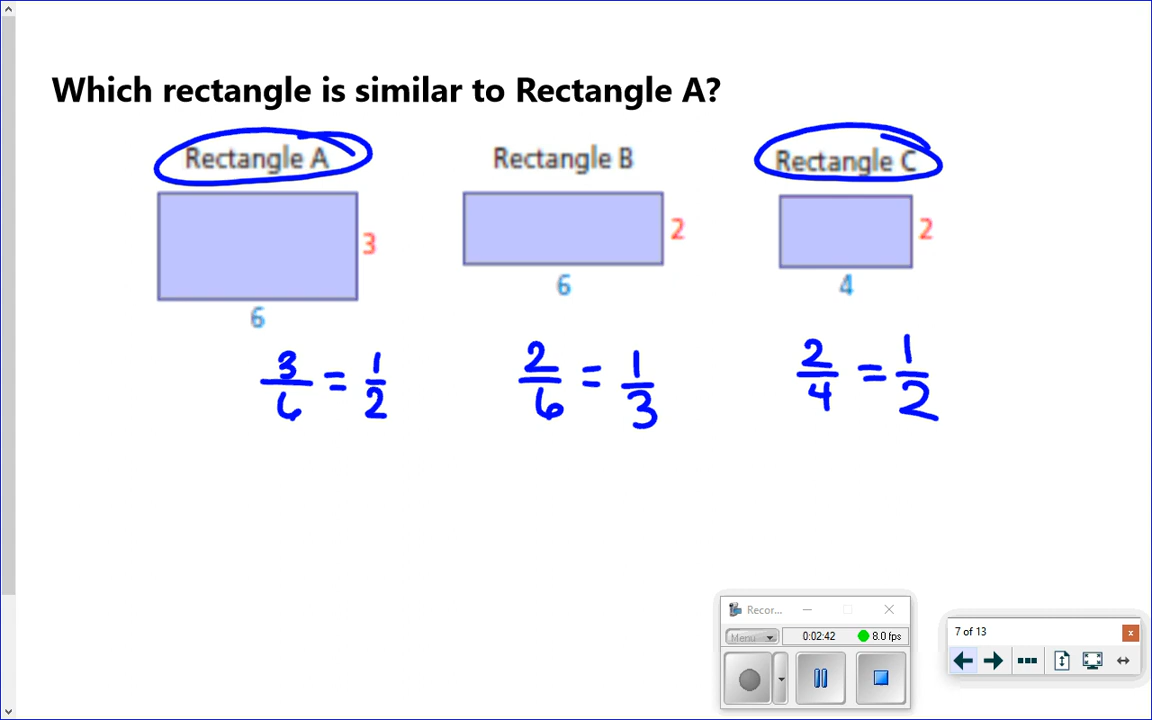 Which rectangle is similar to Rectangle A?
Rectangle A Rectangle B Rectangle C
3 2 2
6 6 4
3/6 = 1/2 2/6 = 1/3 2/4 = 1/2
Recor...
Menu 0:02:42 8.0 fps
7 of 13